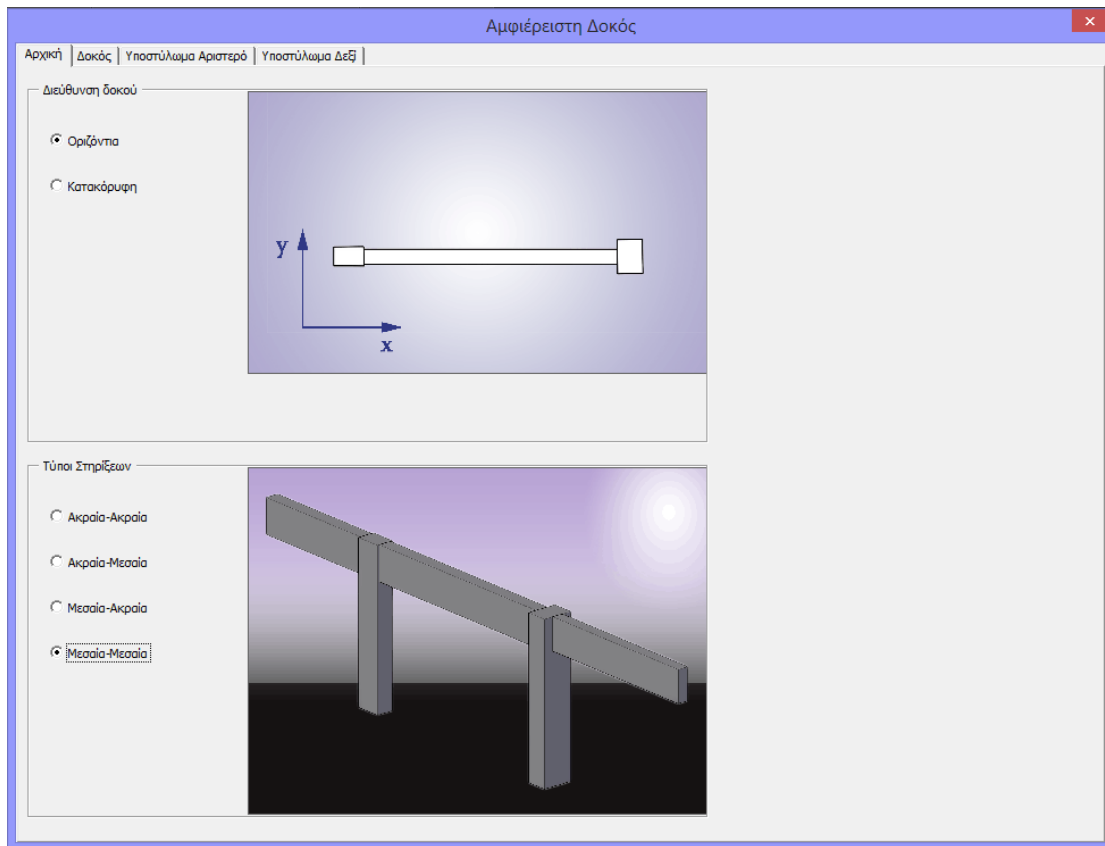 Αμφιέρειστη Δοκός
Αρχική Δοκός Υποστύλωμα Αριστερό Υποστύλωμα Δεξί
Διεύθυνση δοκού
Οριζόντια
Κατακόρυφη
y
x
Τύποι Στηρίξεων
Ακραία-Ακραία
Ακραία-Μεσαία
Μεσαία-Ακραία
Μεσαία-Μεσαία